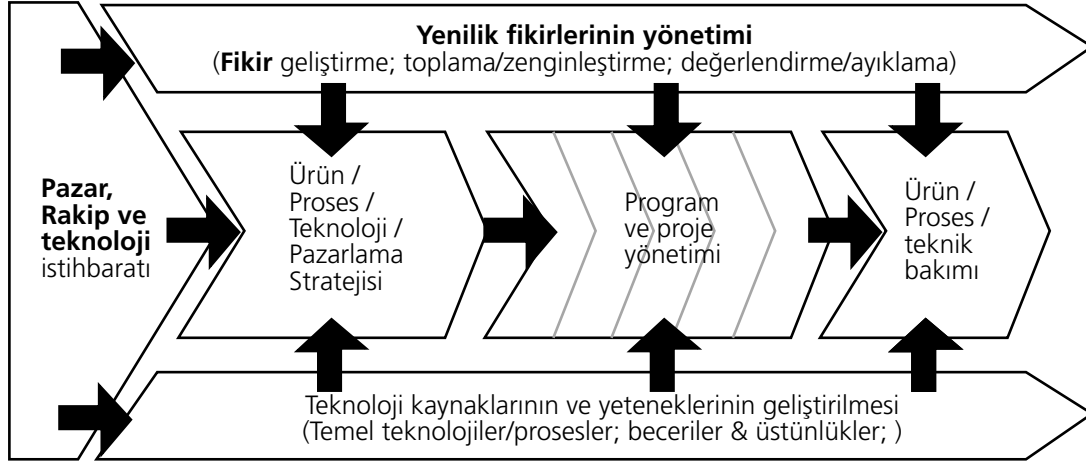 Yenilik fikirlerinin yönetimi
(Fikir geliştirme; toplama/zenginleştirme; değerlendirme/ayıklama)
Pazar,
Rakip ve
teknoloji
istihbaratı
Ürün /
Proses /
Teknoloji /
Pazarlama
Stratejisi
Program
ve proje
yönetimi
Ürün /
Proses /
teknik
bakımı
Teknoloji kaynaklarının ve yeteneklerinin geliştirilmesi
(Temel teknolojiler/prosesler; beceriler & üstünlükler; )